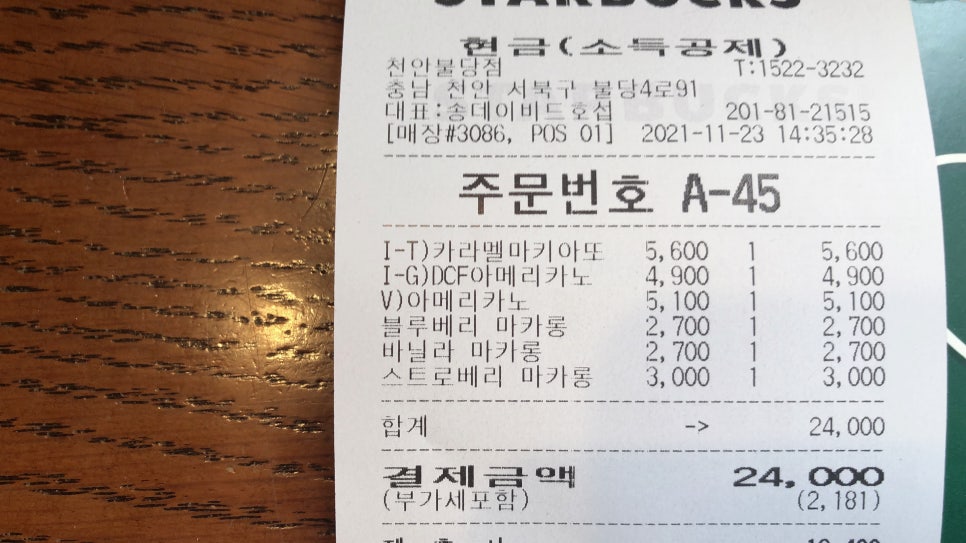 STARBUCKS
현금(소득공제)
천안불당점 T:1522-3232
충남 천안 서북구 불당4로91
대표:송데이비드호섭 201-81-21515
[매장#3086, POS 01] 2021-11-23 14:35:28
주문번호 A-45
I-T)카라멜마키아또 5,600 1 5,600
I-G)DCF아메리카노 4,900 1 4,900
V)아메리카노 5,100 1 5,100
블루베리 마카롱 2,700 1 2,700
바닐라 마카롱 2,700 1 2,700
스트로베리 마카롱 3,000 1 3,000
합계 -> 24,000
결제금액 24,000
(부가세포함) (2,181)